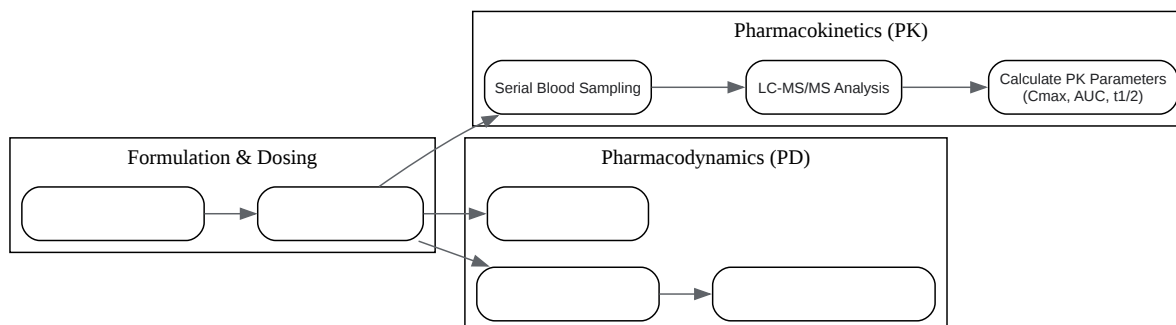 Pharmacokinetics (PK)
Serial Blood Sampling
LC-MS/MS Analysis
Calculate PK Parameters
(Cmax, AUC, t1/2)
Formulation & Dosing
Pharmacodynamics (PD)